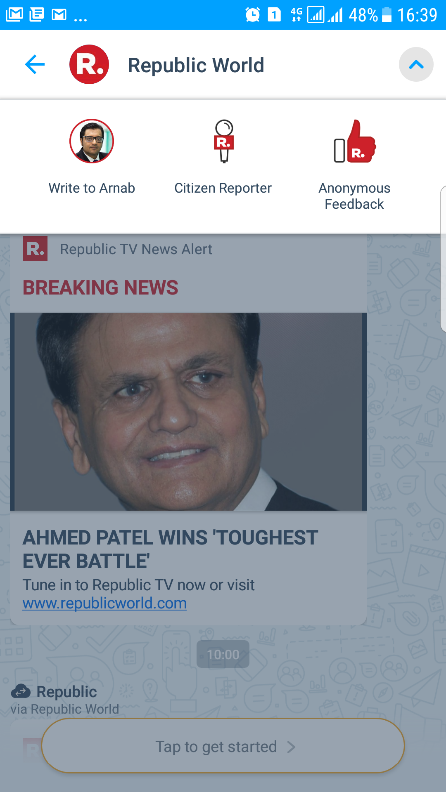 4G 1 48% 16:39
R. Republic World
R.
R.
Write to Arnab Citizen Reporter Anonymous
Feedback
R. Republic TV News Alert
BREAKING NEWS
AHMED PATEL WINS 'TOUGHEST
EVER BATTLE'
Tune in to Republic TV now or visit
www.republicworld.com
10:00
Republic
via Republic World
R
Tap to get started